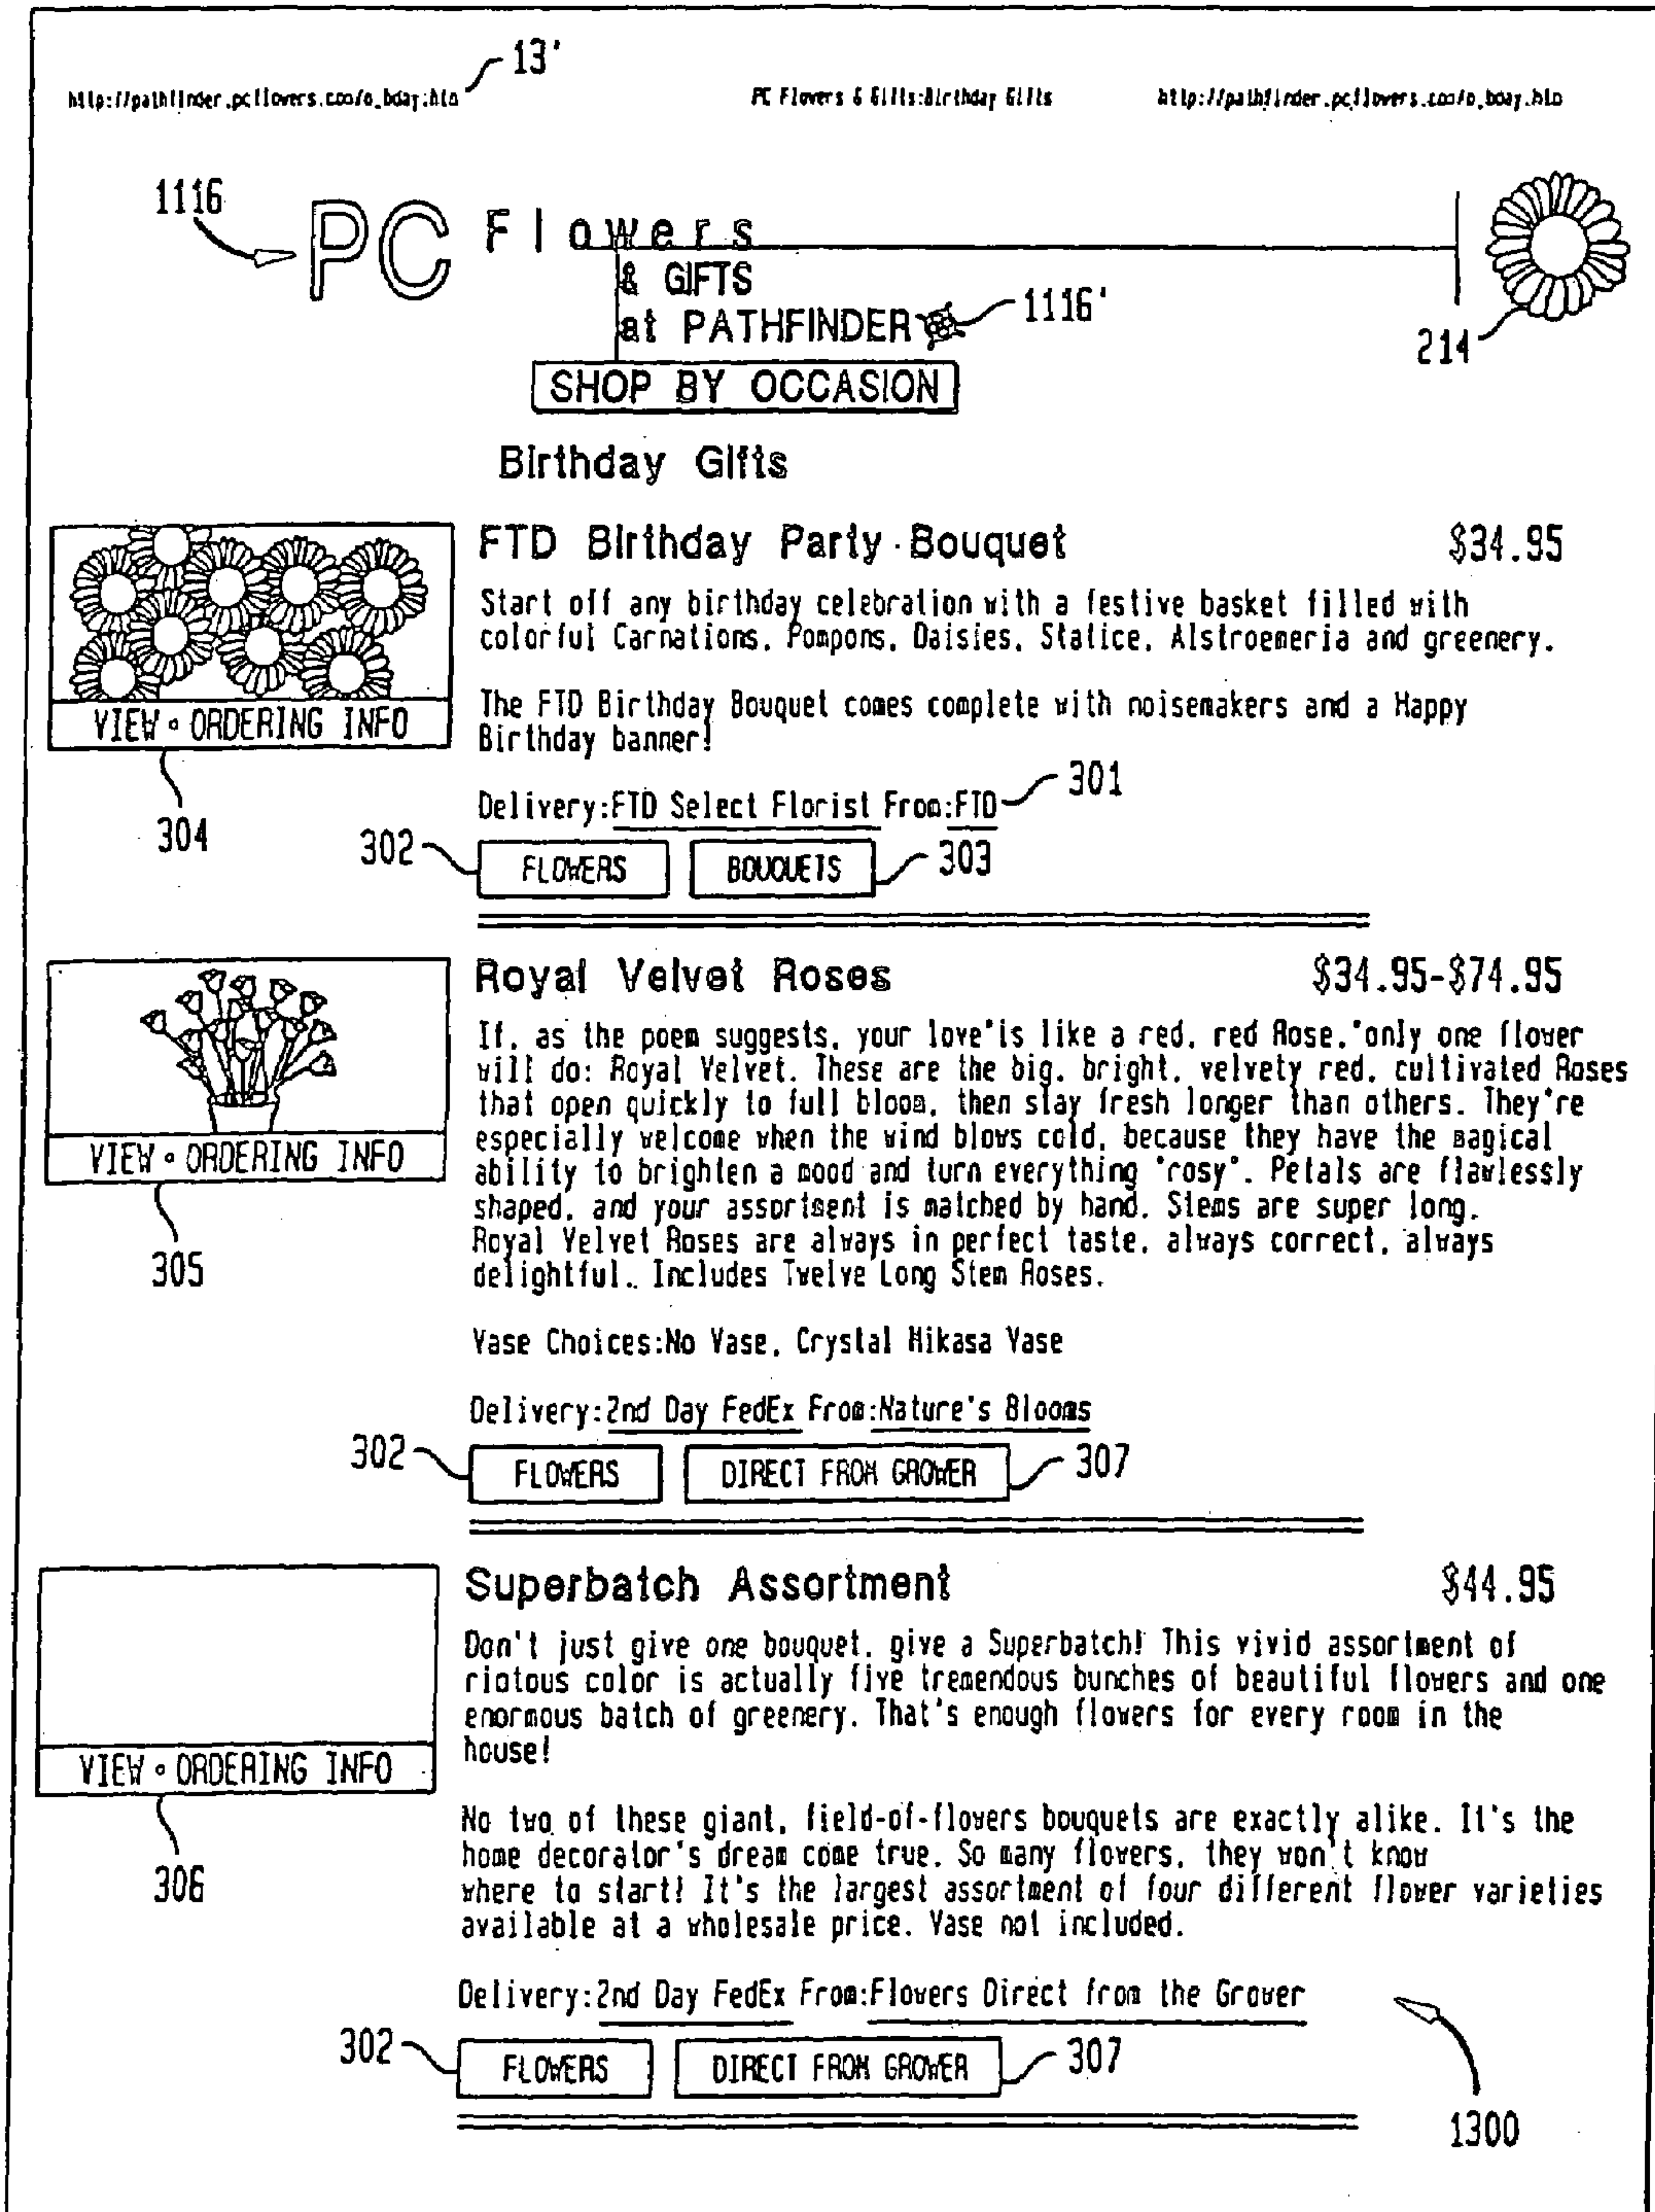 13'
PC Flowers & Gifts:Birthday Gifts
1116
PC Flowers
& GIFTS
at PATHFINDER
1116'
214
SHOP BY OCCASION
Birthday Gifts
FTD Birthday Party Bouquet $34.95
Start off any birthday celebration with a festive basket filled with
colorful Carnations, Pompons, Daisies, Statice, Alstroemeria and greenery.
The FTD Birthday Bouquet comes complete with noisemakers and a Happy
Birthday banner!
VIEW • ORDERING INFO
304
Delivery:FTD Select Florist From:FTD
301
302
FLOWERS
BOUQUETS
303
Royal Velvet Roses $34.95-$74.95
If, as the poem suggests, your love"is like a red, red Rose,"only one flower
will do: Royal Velvet. These are the big, bright, velvety red, cultivated Roses
that open quickly to full bloom, then stay fresh longer than others. They're
especially welcome when the wind blows cold, because they have the magical
ability to brighten a mood and turn everything "rosy". Petals are flawlessly
shaped, and your assortment is matched by hand. Stems are super long.
Royal Velvet Roses are always in perfect taste, always correct, always
delightful. Includes Twelve Long Stem Roses.
VIEW • ORDERING INFO
305
Vase Choices:No Vase, Crystal Mikasa Vase
Delivery:2nd Day FedEx From:Nature's Blooms
302
FLOWERS
DIRECT FROM GROWER
307
Superbatch Assortment $44.95
Don't just give one bouquet, give a Superbatch! This vivid assortment of
riotous color is actually five tremendous bunches of beautiful flowers and one
enormous batch of greenery. That's enough flowers for every room in the
house!
VIEW • ORDERING INFO
306
No two of these giant, field-of-flowers bouquets are exactly alike. It's the
home decorator's dream come true. So many flowers, they won't know
where to start! It's the largest assortment of four different flower varieties
available at a wholesale price. Vase not included.
Delivery:2nd Day FedEx From:Flowers Direct from the Grower
302
FLOWERS
DIRECT FROM GROWER
307
1300